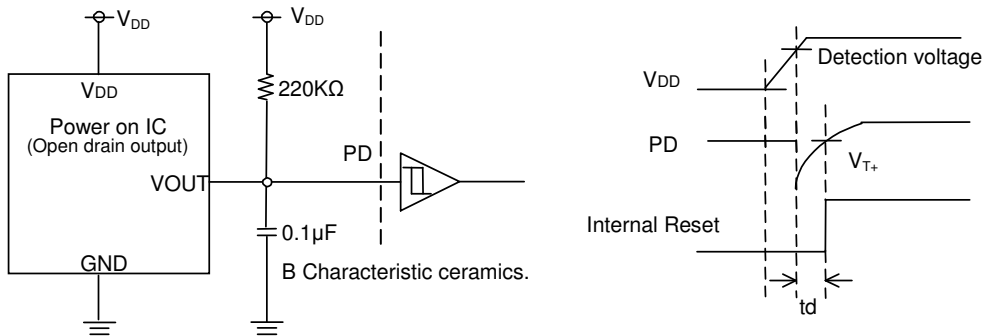 VDD
VDD
VDD
Power on IC
(Open drain output)
VOUT
GND
220KΩ
PD
0.1µF
B Characteristic ceramics.
VDD
Detection voltage
PD
VT+
Internal Reset
td